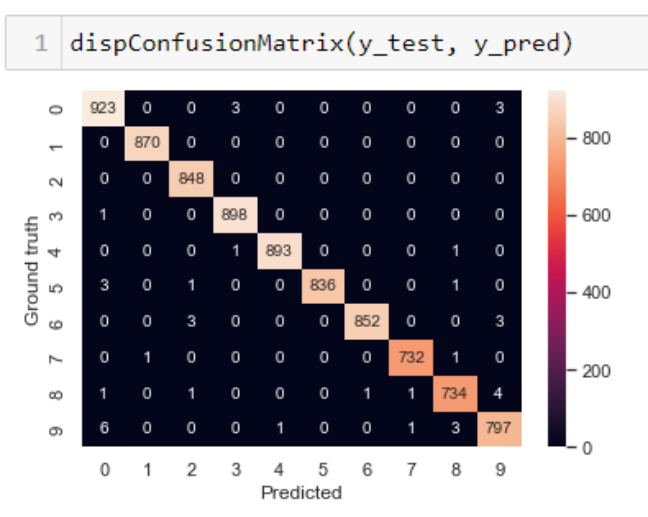 1 dispConfusionMatrix(y_test, y_pred)
0 923 0 0 3 0 0 0 0 0 3
1 0 870 0 0 0 0 0 0 0 0 800
2 0 0 848 0 0 0 0 0 0 0
3 1 0 0 898 0 0 0 0 0 0 600
Ground truth
4 0 0 0 1 893 0 0 0 1 0
5 3 0 1 0 0 836 0 0 1 0 400
6 0 0 3 0 0 0 852 0 0 3
7 0 1 0 0 0 0 0 732 1 0 200
8 1 0 1 0 0 0 1 1 734 4
9 6 0 0 0 1 0 0 1 3 797 0
0 1 2 3 4 5 6 7 8 9
Predicted